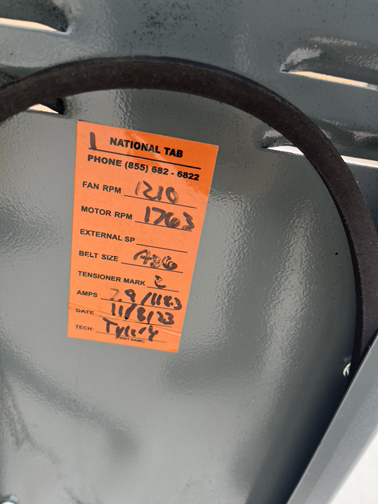 1 NATIONAL TAB
PHONE (855) 682 - 6822
FAN RPM 1210
MOTOR RPM 1763
EXTERNAL SP
BELT SIZE
TENSIONER MARK 2
AMPS
DATE 11/8/23
TECH: Tyler